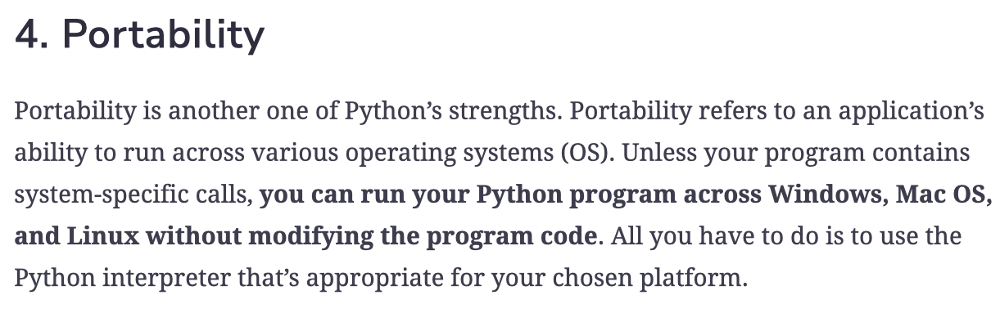 4. Portability
Portability is another one of Python’s strengths. Portability refers to an application’s
ability to run across various operating systems (OS). Unless your program contains
system-specific calls, you can run your Python program across Windows, Mac OS,
and Linux without modifying the program code. All you have to do is to use the
Python interpreter that’s appropriate for your chosen platform.